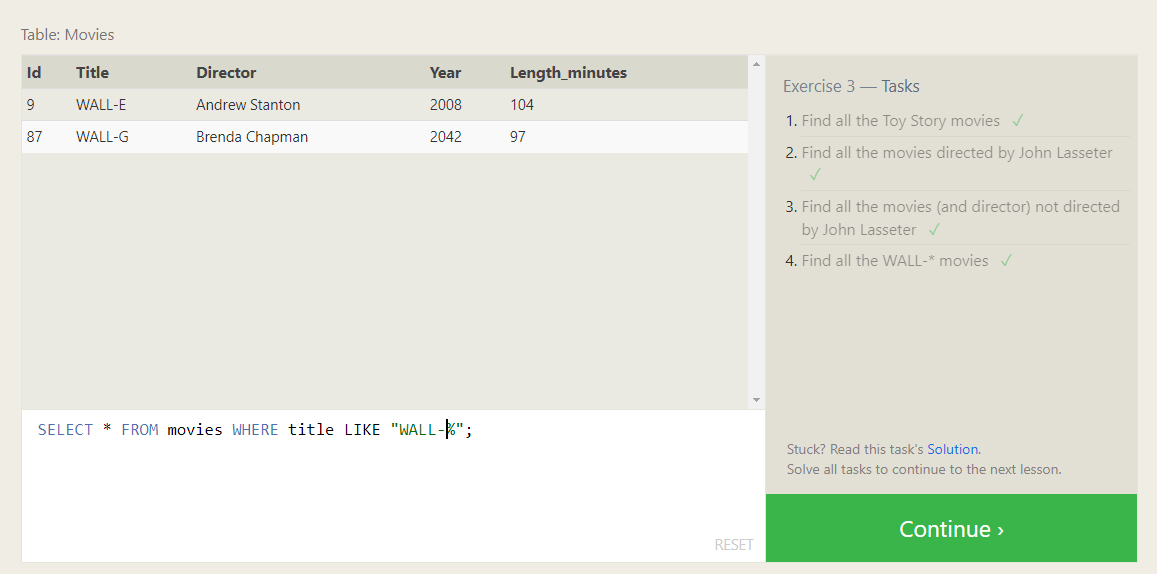 Table: Movies
Id Title Director Year Length_minutes
9 WALL-E Andrew Stanton 2008 104
87 WALL-G Brenda Chapman 2042 97
SELECT * FROM movies WHERE title LIKE "WALL-%";
RESET
Exercise 3 — Tasks
1. Find all the Toy Story movies ✓
2. Find all the movies directed by John Lasseter
✓
3. Find all the movies (and director) not directed
by John Lasseter ✓
4. Find all the WALL-* movies ✓
Stuck? Read this task's Solution.
Solve all tasks to continue to the next lesson.
Continue ›